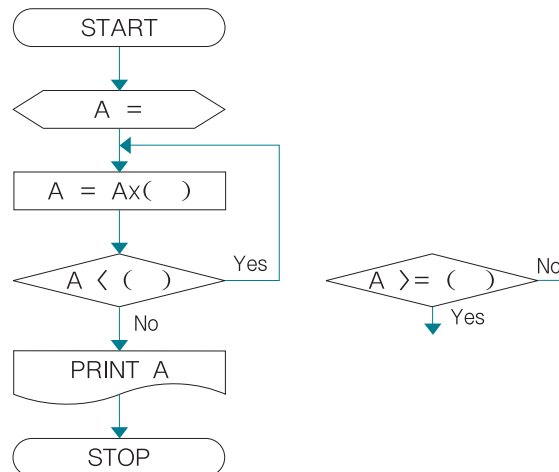 START
A =
A = Ax( )
A < ( )
Yes
No
PRINT A
STOP
A >= ( )
No
Yes